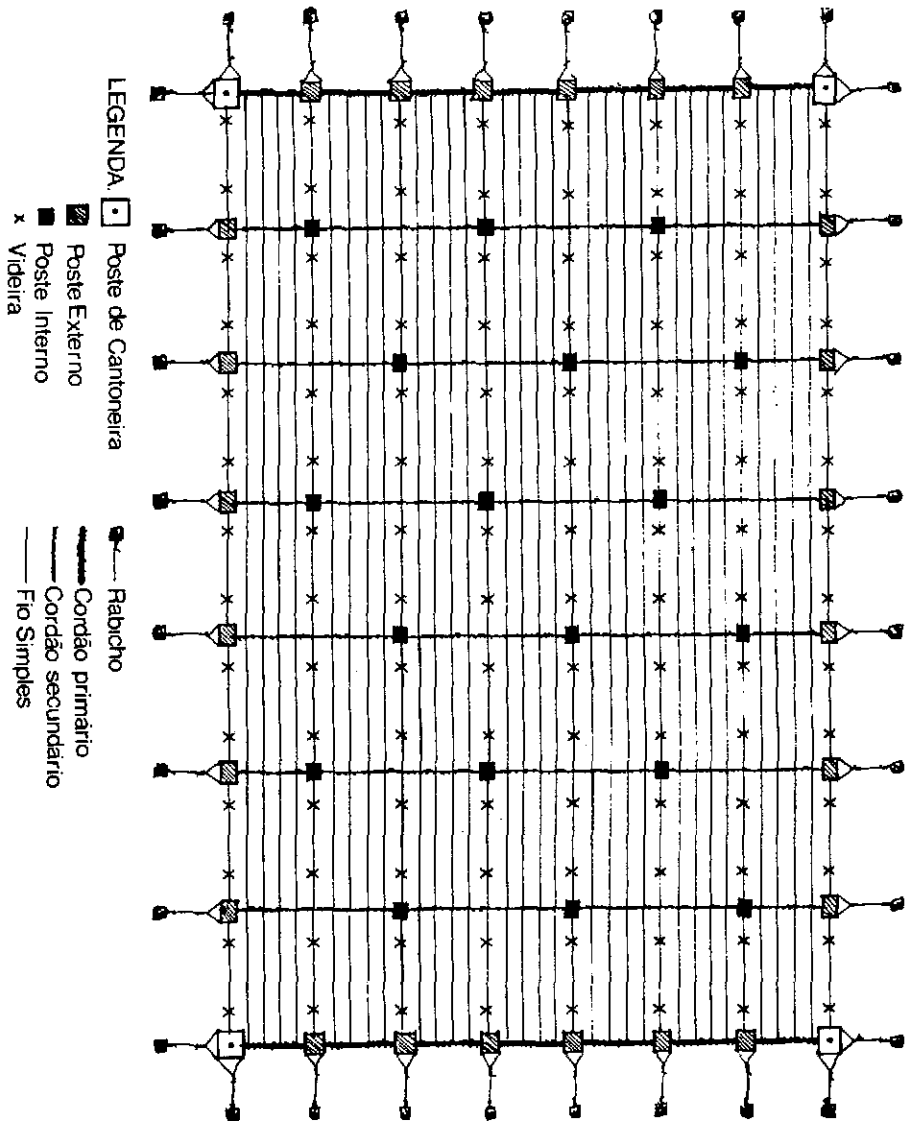 LEGENDA. Poste de Cantoneira
Poste Externo
Poste Interno
x Videira
Rabicho
Cordão primário
Cordão secundário
Fio Simples